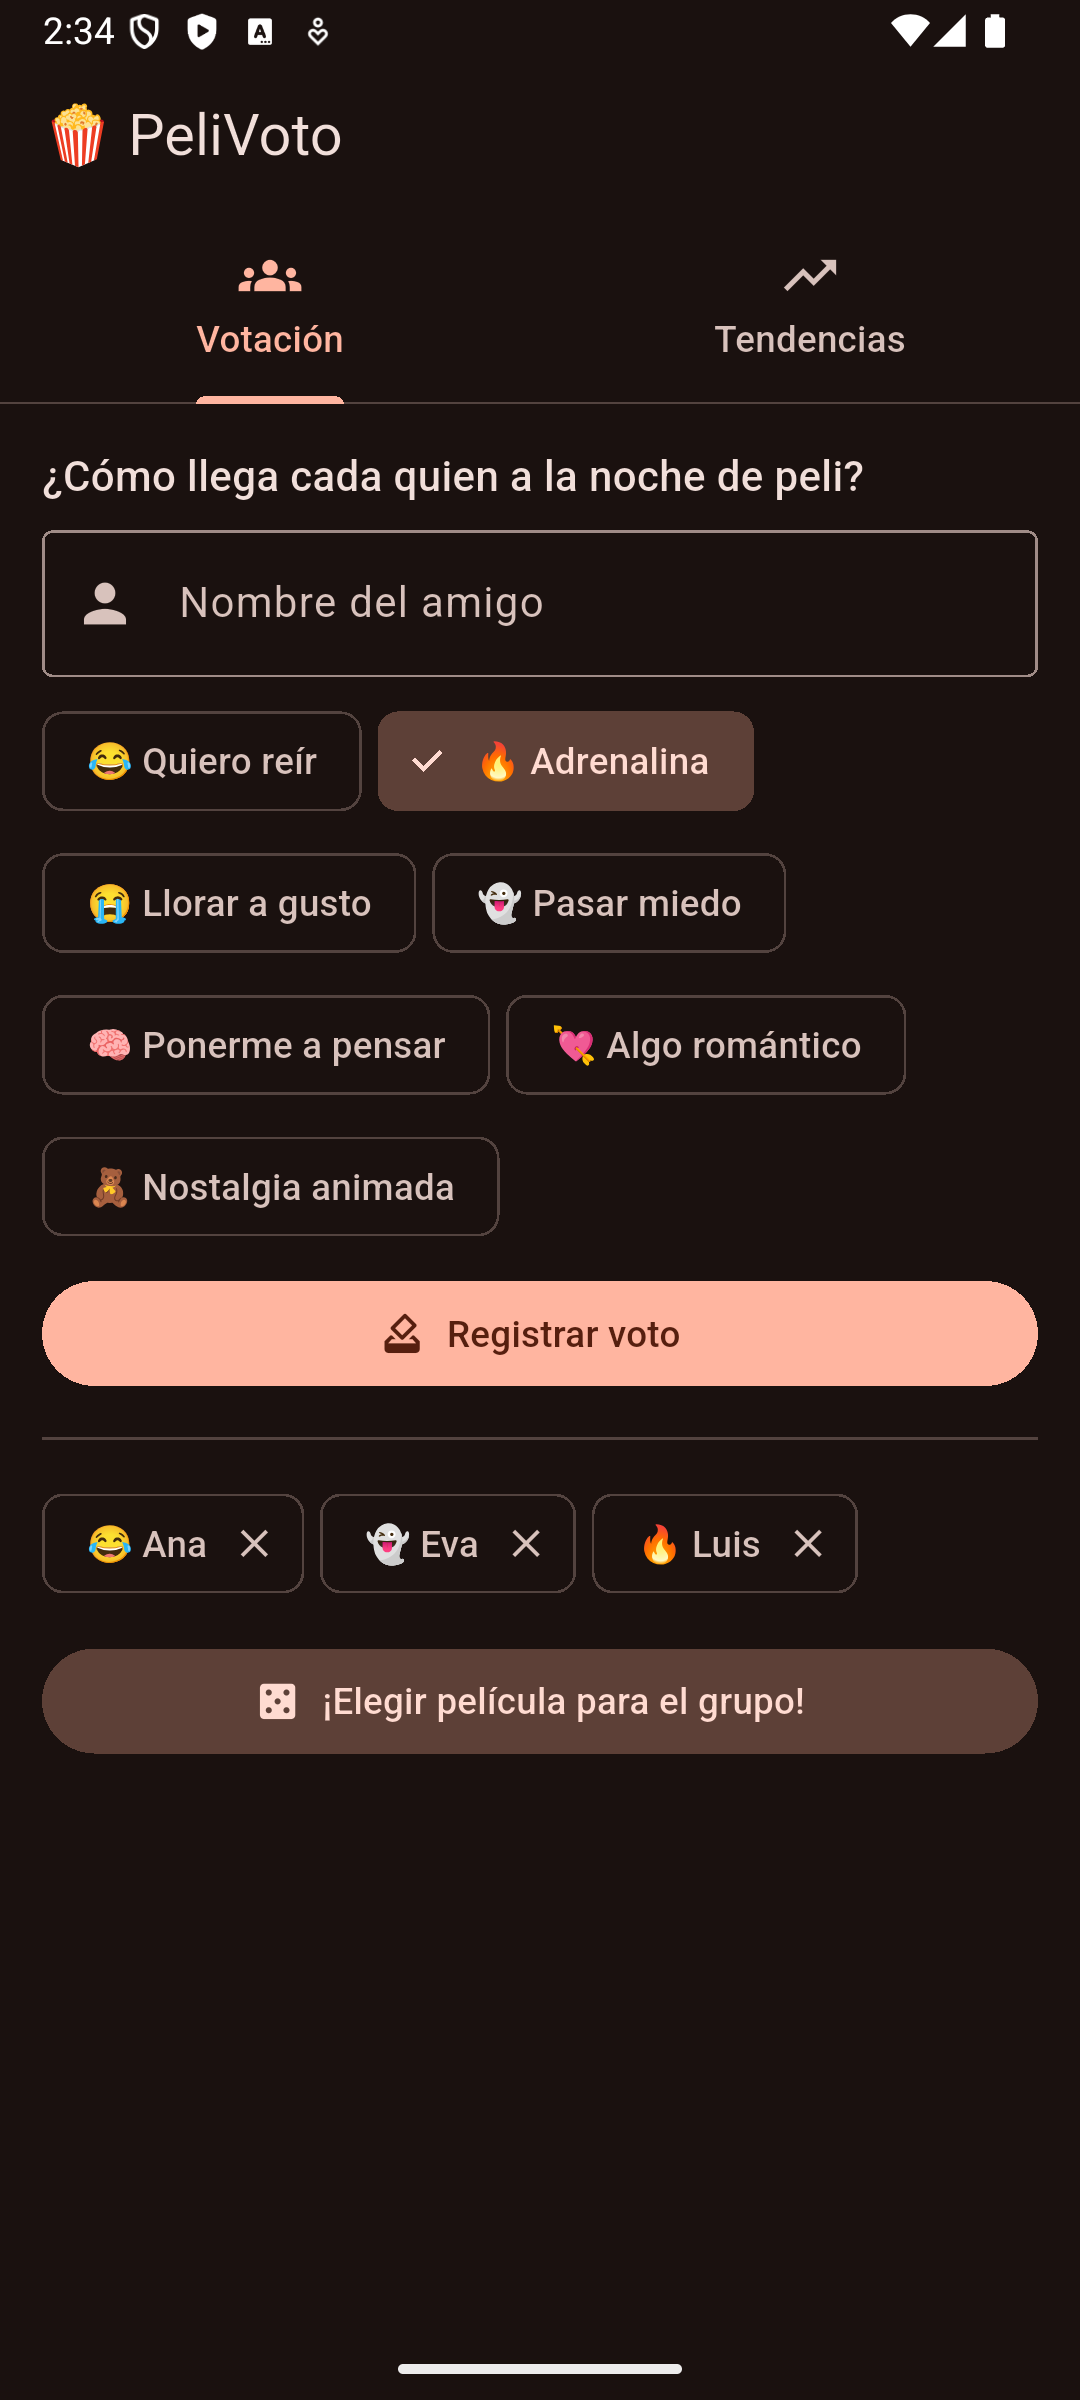 2:34
🍿 PeliVoto
Votación
Tendencias
¿Cómo llega cada quien a la noche de peli?
Nombre del amigo
😂 Quiero reír
🔥 Adrenalina
😭 Llorar a gusto
👻 Pasar miedo
🧠 Ponerme a pensar
💘 Algo romántico
🧸 Nostalgia animada
Registrar voto
😂 Ana
👻 Eva
🔥 Luis
¡Elegir película para el grupo!